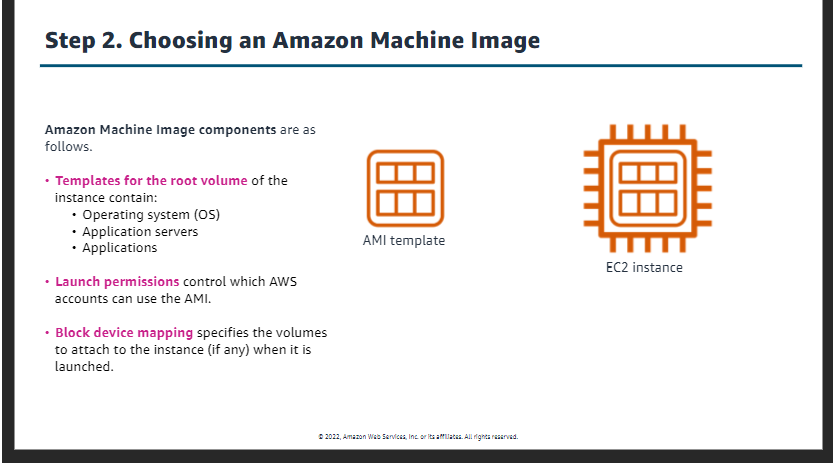 Step 2. Choosing an Amazon Machine Image
Amazon Machine Image components are as
follows.
• Templates for the root volume of the
instance contain:
• Operating system (OS)
• Application servers
• Applications
• Launch permissions control which AWS
accounts can use the AMI.
• Block device mapping specifies the volumes
to attach to the instance (if any) when it is
launched.
AMI template
EC2 instance
© 2022, Amazon Web Services, Inc. or its affiliates. All rights reserved.